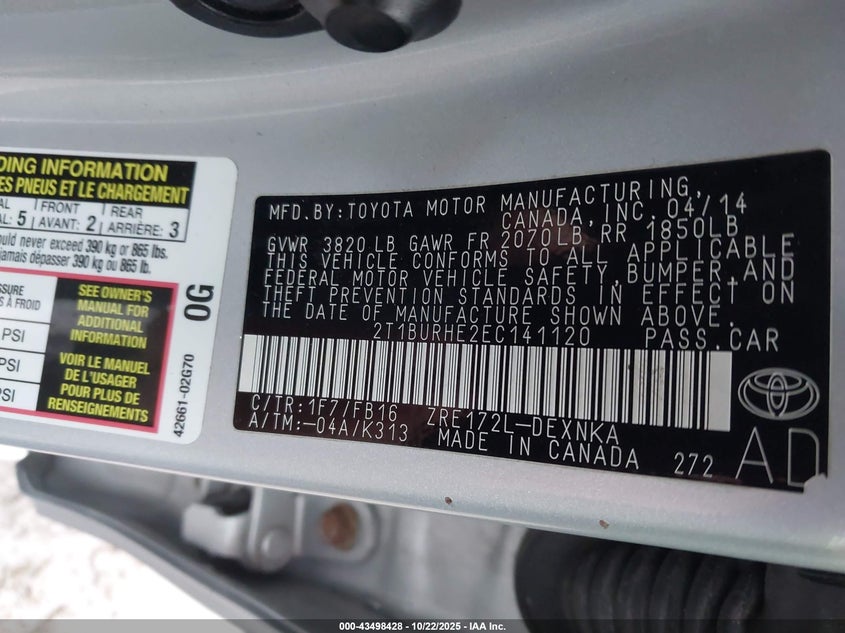 DING INFORMATION
ES PNEUS ET LE CHARGEMENT
AL 5 FRONT 2 REAR 3
AL: AVANT: ARRIÈRE:
ould never exceed 390 kg or 865 lbs.
jamais dépasser 390 kg ou 865 lb.
SSURE
S À FROID
PSI
PSI
PSI
SEE OWNER'S
MANUAL FOR
ADDITIONAL
INFORMATION
VOIR LE MANUEL
DE L'USAGER
POUR PLUS DE
RENSEIGNEMENTS
0G
42661-02G70
MFD. BY: TOYOTA MOTOR MANUFACTURING,
CANADA, INC. 04/14
GVWR 3820 LB GAWR FR 2070LB, RR 1850LB
THIS VEHICLE CONFORMS TO ALL APPLICABLE
FEDERAL MOTOR VEHICLE SAFETY, BUMPER, AND
THEFT PREVENTION STANDARDS IN EFFECT ON
THE DATE OF MANUFACTURE SHOWN ABOVE.
2T1BURHE2EC141120 PASS. CAR
C/TR: 1F7/FB16 ZRE172L-DEXNKA
A/TM: -04A/K313 MADE IN CANADA 272
AD
000-43498428 - 10/22/2025 - IAA Inc.